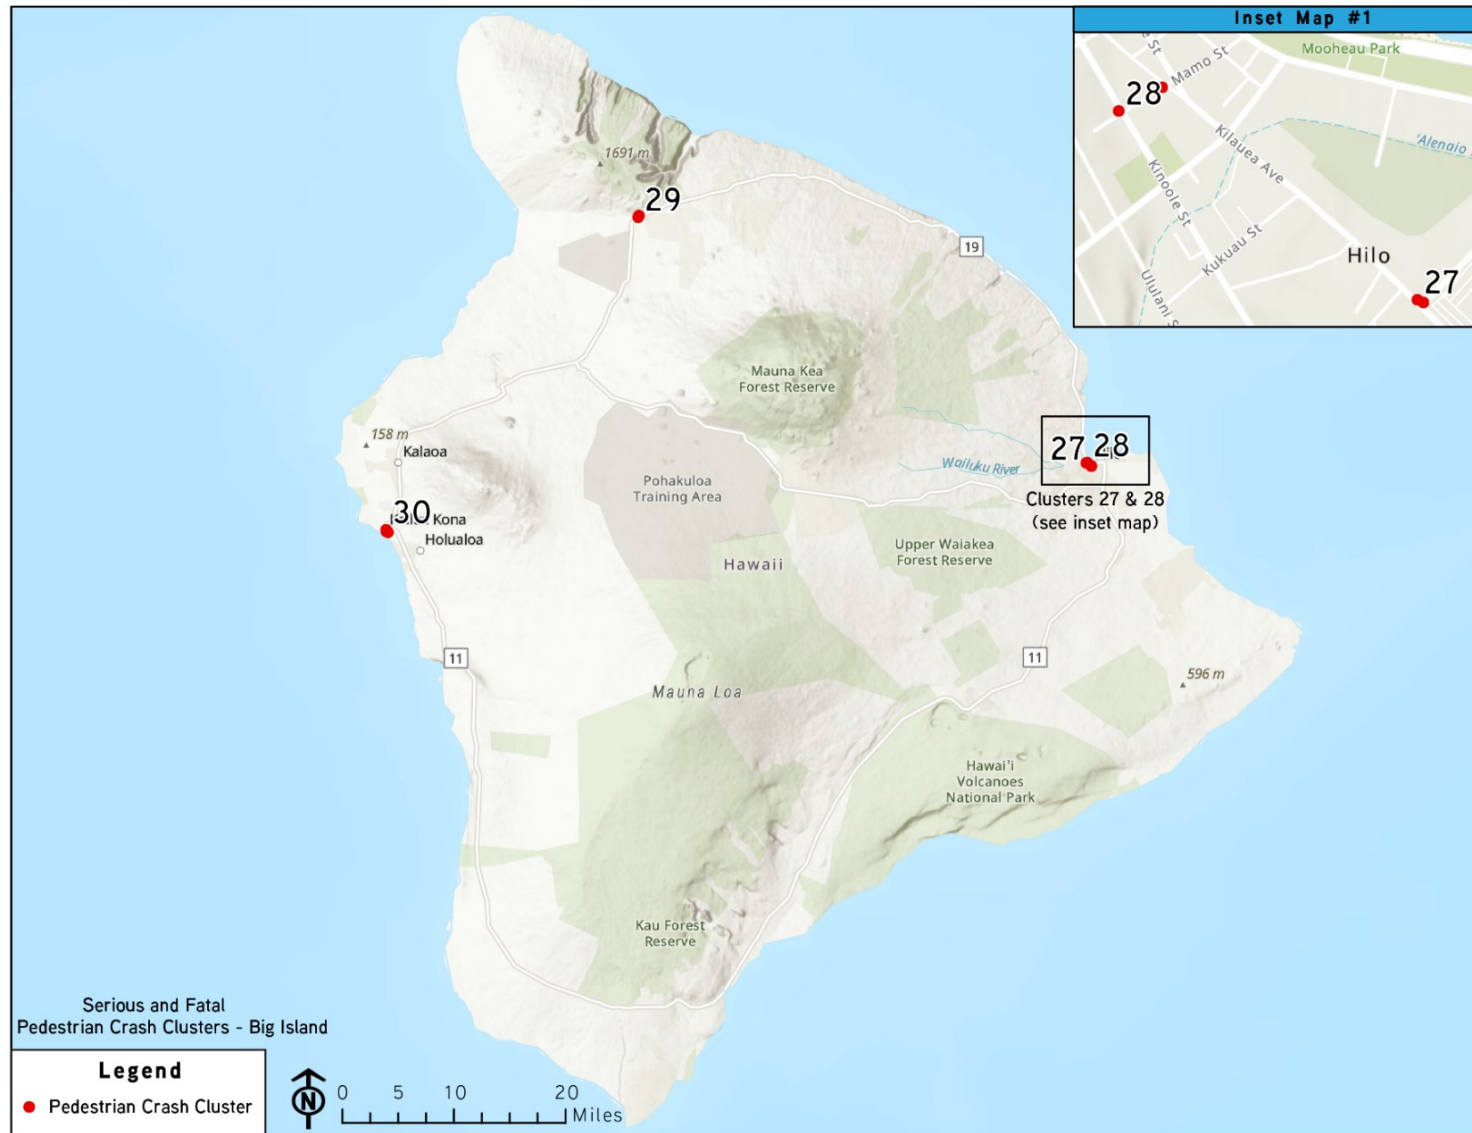 Inset Map #1
Mooheau Park
e St
Mamo St
28
Kilauea Ave
'Alenaio
Kinoole St
Kukuau St
Hilo
Ululani S
27
1691 m
29
19
Mauna Kea
Forest Reserve
158 m
Kalaoa
27 28
Wailuku River
Pohakuloa
Training Area
Clusters 27 & 28
(see inset map)
30
Kona
Holualoa
Upper Waiakea
Forest Reserve
Hawaii
11
11
596 m
Mauna Loa
Hawai'i
Volcanoes
National Park
Kau Forest
Reserve
Serious and Fatal
Pedestrian Crash Clusters - Big Island
Legend
Pedestrian Crash Cluster
N
0 5 10 20
Miles